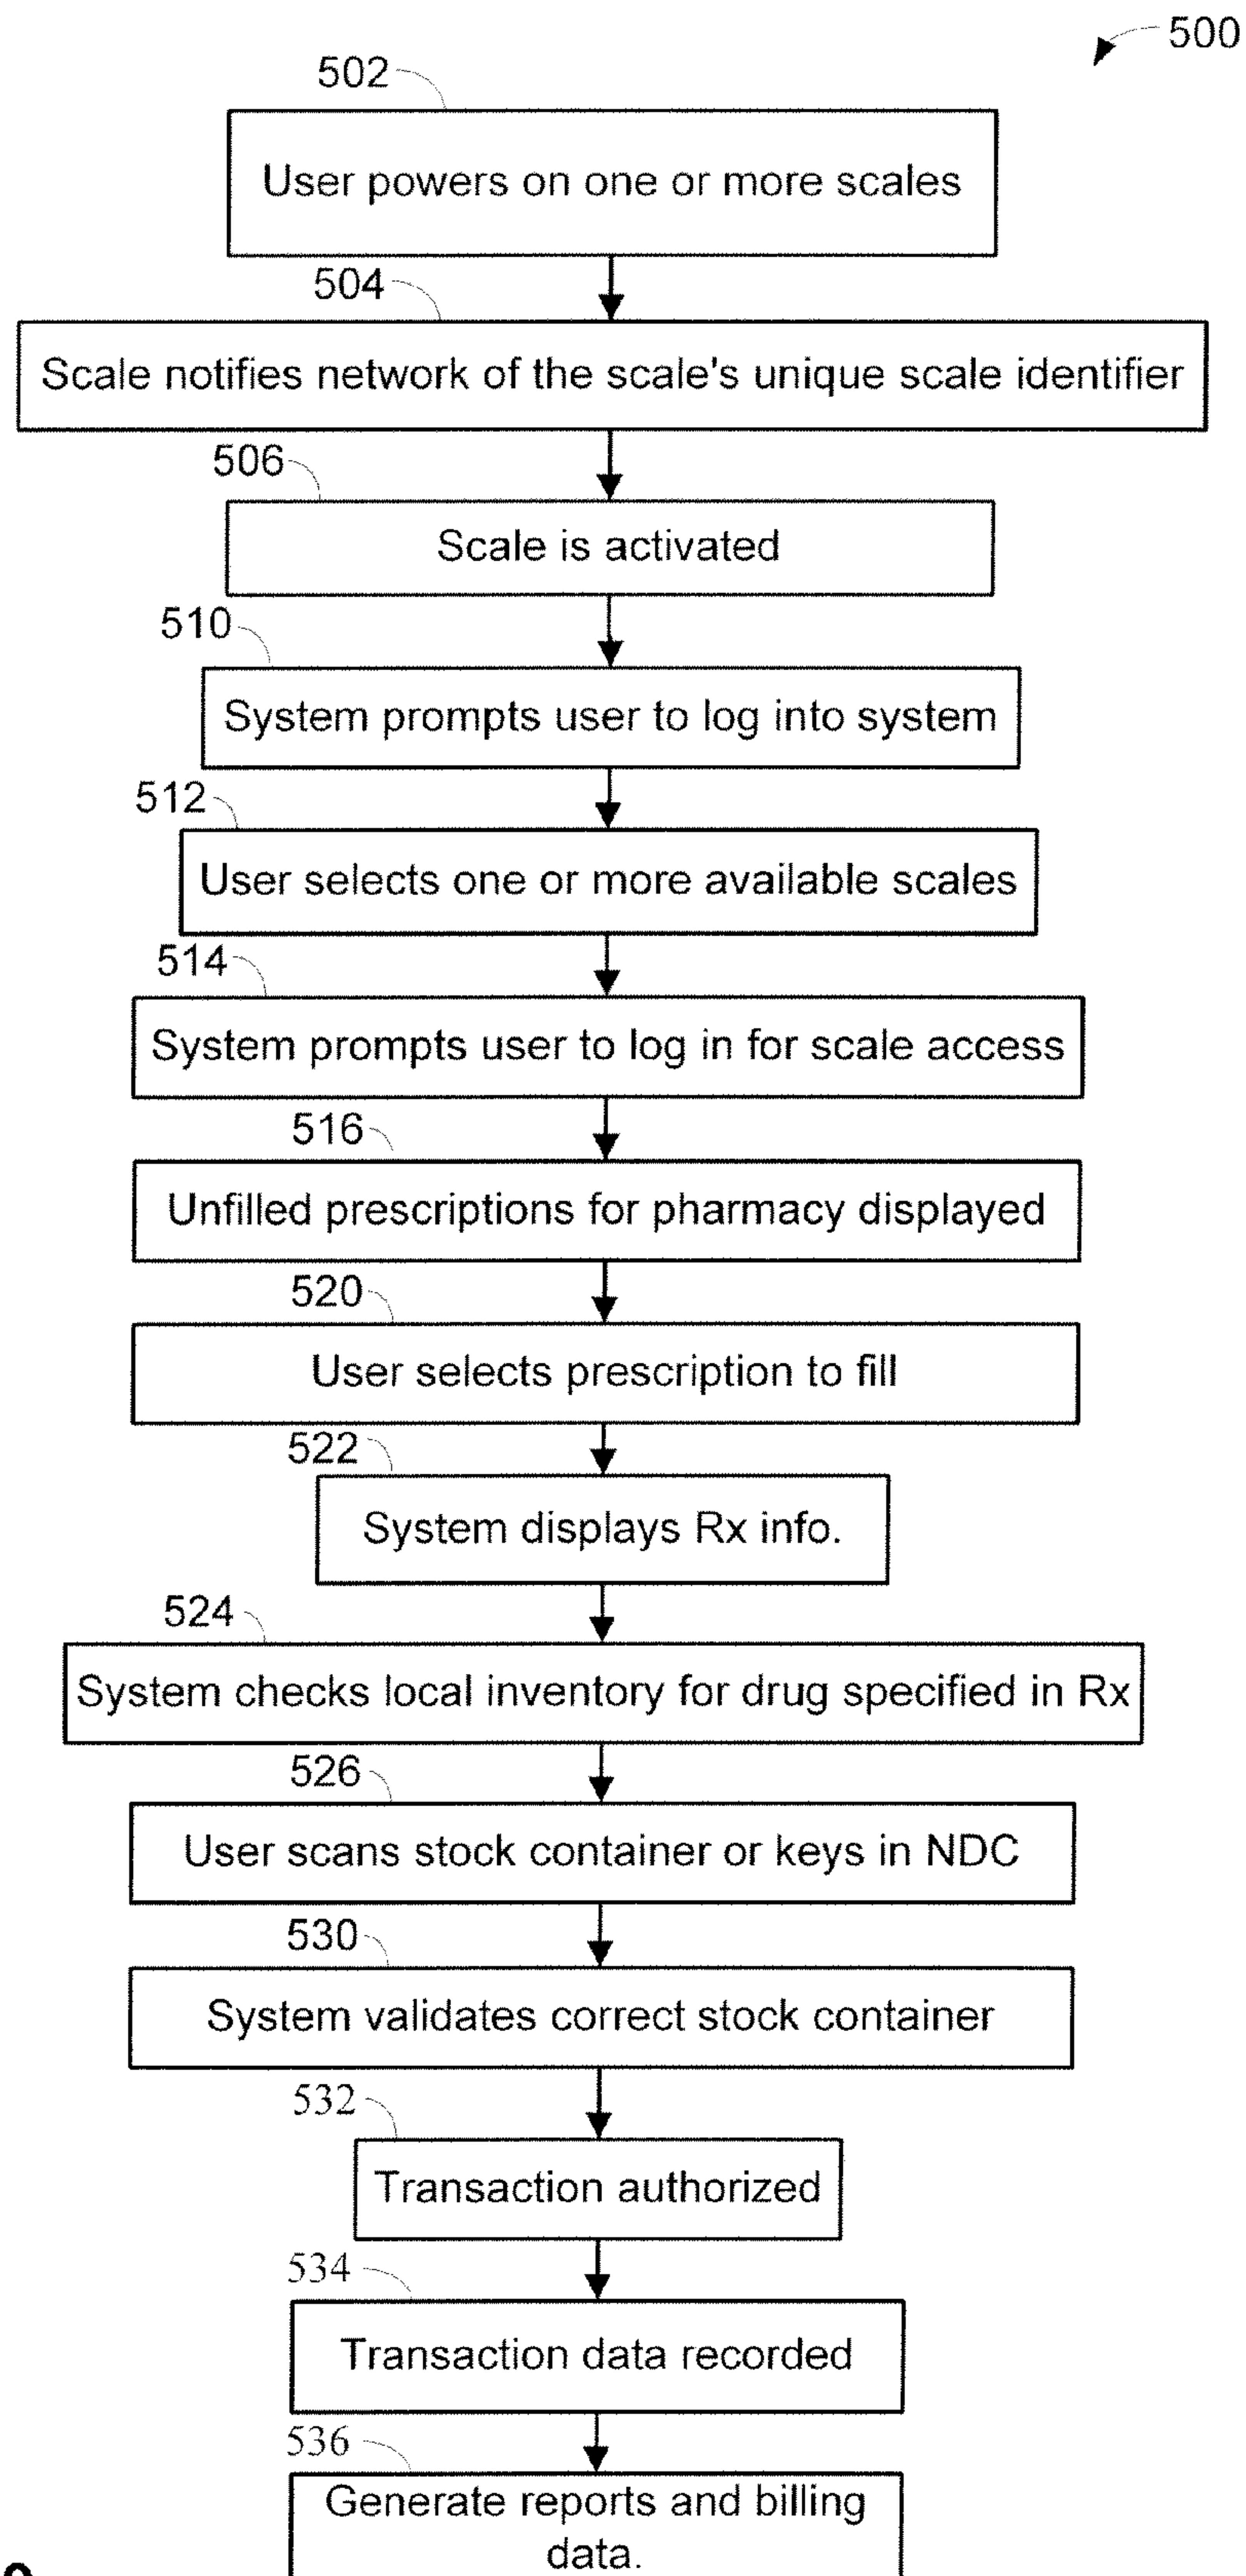 500
502
User powers on one or more scales
504
Scale notifies network of the scale's unique scale identifier
506
Scale is activated
510
System prompts user to log into system
512
User selects one or more available scales
514
System prompts user to log in for scale access
516
Unfilled prescriptions for pharmacy displayed
520
User selects prescription to fill
522
System displays Rx info.
524
System checks local inventory for drug specified in Rx
526
User scans stock container or keys in NDC
530
System validates correct stock container
532
Transaction authorized
534
Transaction data recorded
536
Generate reports and billing
data.